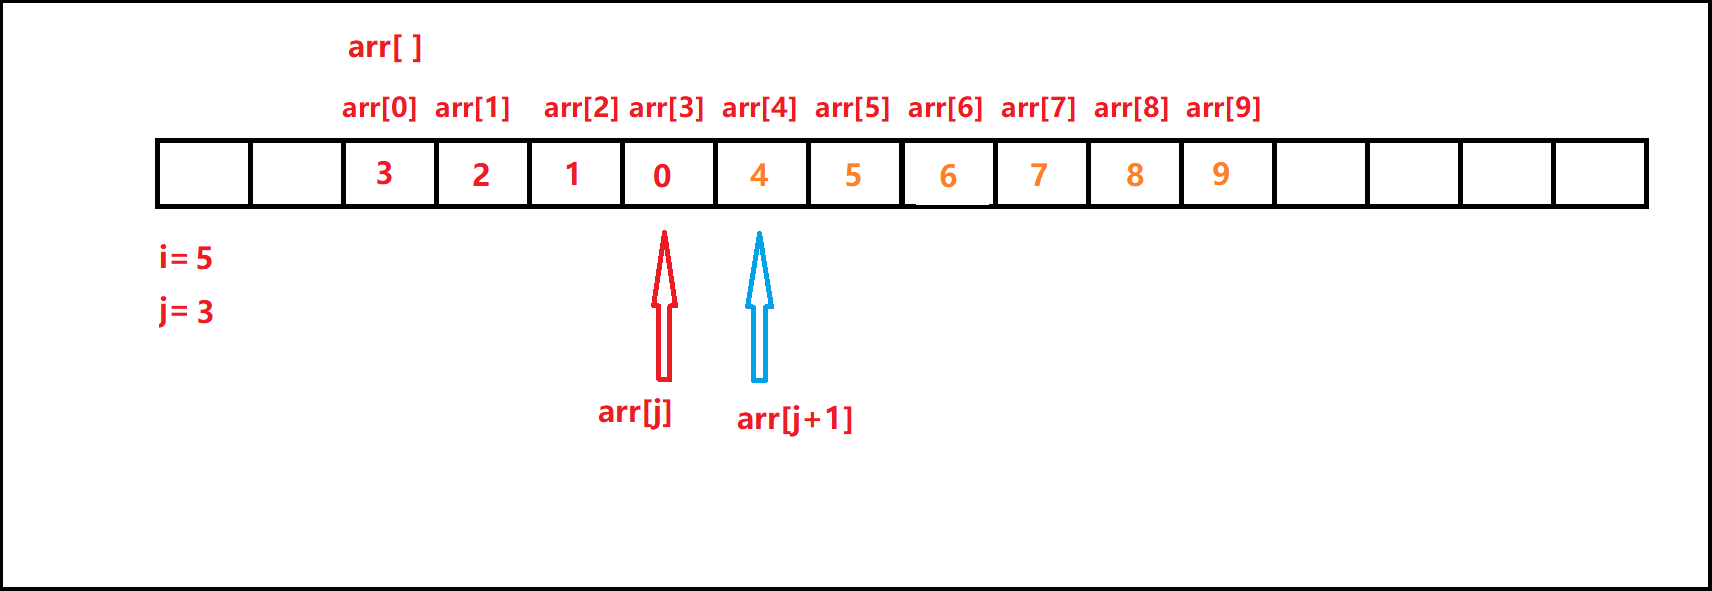 arr[ ]
arr[0] arr[1] arr[2] arr[3] arr[4] arr[5] arr[6] arr[7] arr[8] arr[9]
3 2 1 0 4 5 6 7 8 9
i= 5
j= 3
arr[j] arr[j+1]